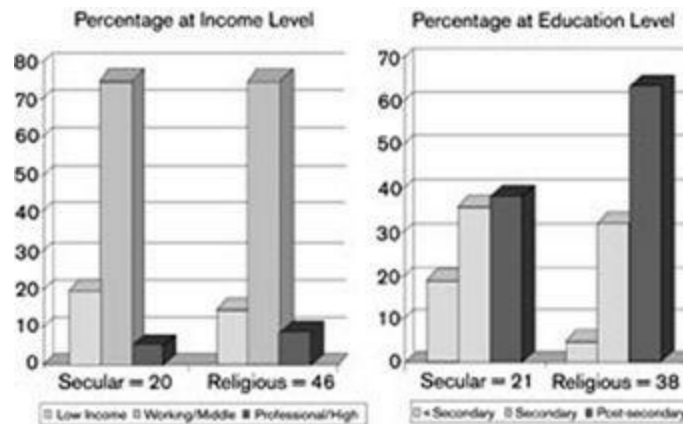 Percentage at Income Level
80
70
60
50
40
30
20
10
0
Secular = 20 Religious = 46
Low Income Working/Middle Professional/High
Percentage at Education Level
70
60
50
40
30
20
10
0
Secular = 21 Religious = 38
< Secondary Secondary Post-secondary